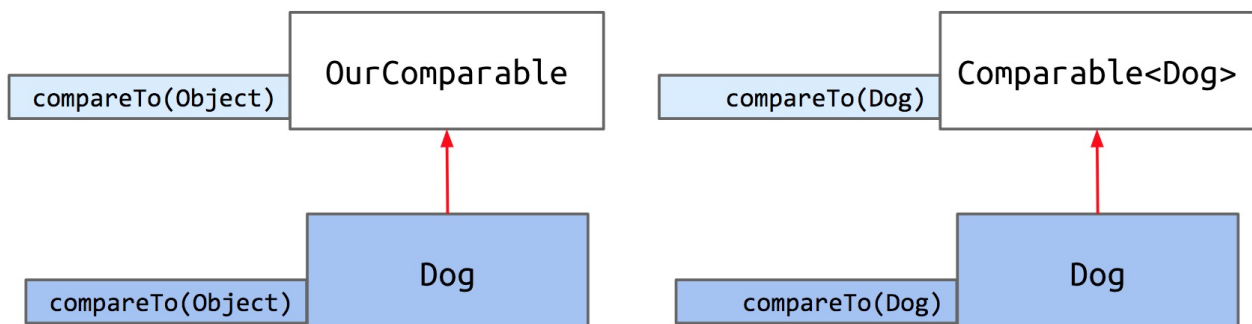 OurComparable
compareTo(Object)
Dog
compareTo(Object)
Comparable<Dog>
compareTo(Dog)
Dog
compareTo(Dog)